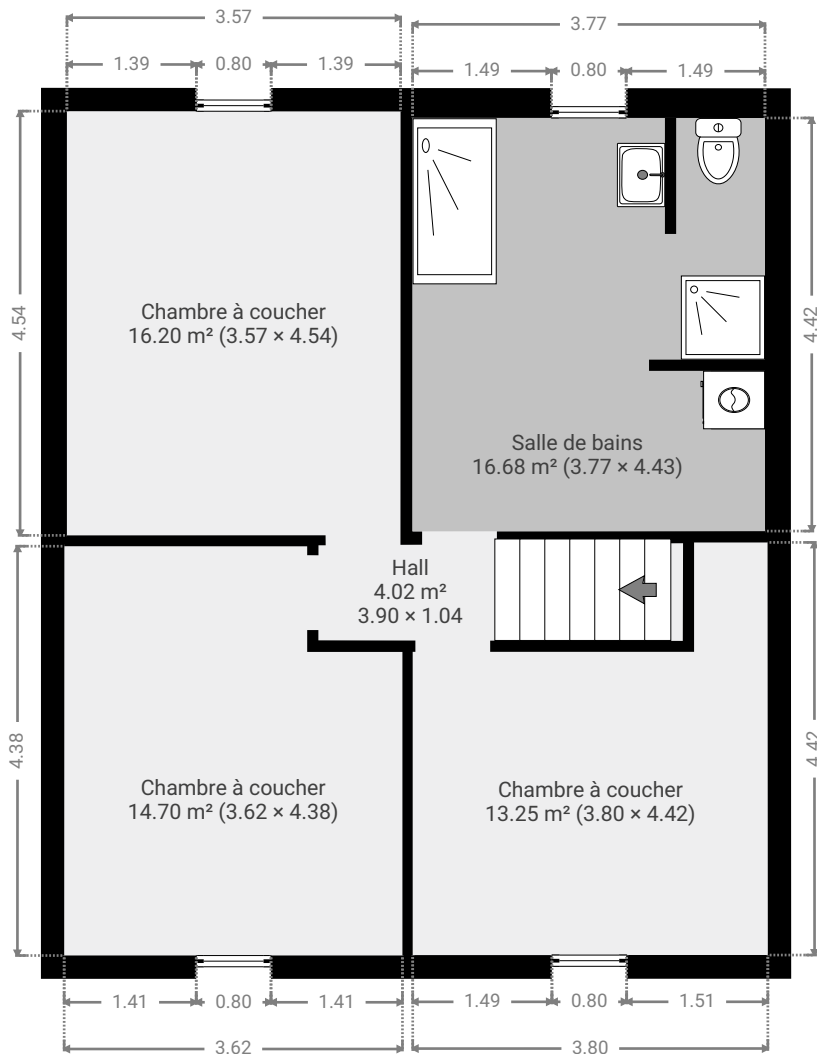 3.57
3.77
1.39 0.80 1.39
1.49 0.80 1.49
4.54
4.42
Chambre à coucher
16.20 m² (3.57 × 4.54)
Salle de bains
16.68 m² (3.77 × 4.43)
Hall
4.02 m²
3.90 × 1.04
4.38
4.42
Chambre à coucher
14.70 m² (3.62 × 4.38)
Chambre à coucher
13.25 m² (3.80 × 4.42)
1.41 0.80 1.41
1.49 0.80 1.51
3.62
3.80